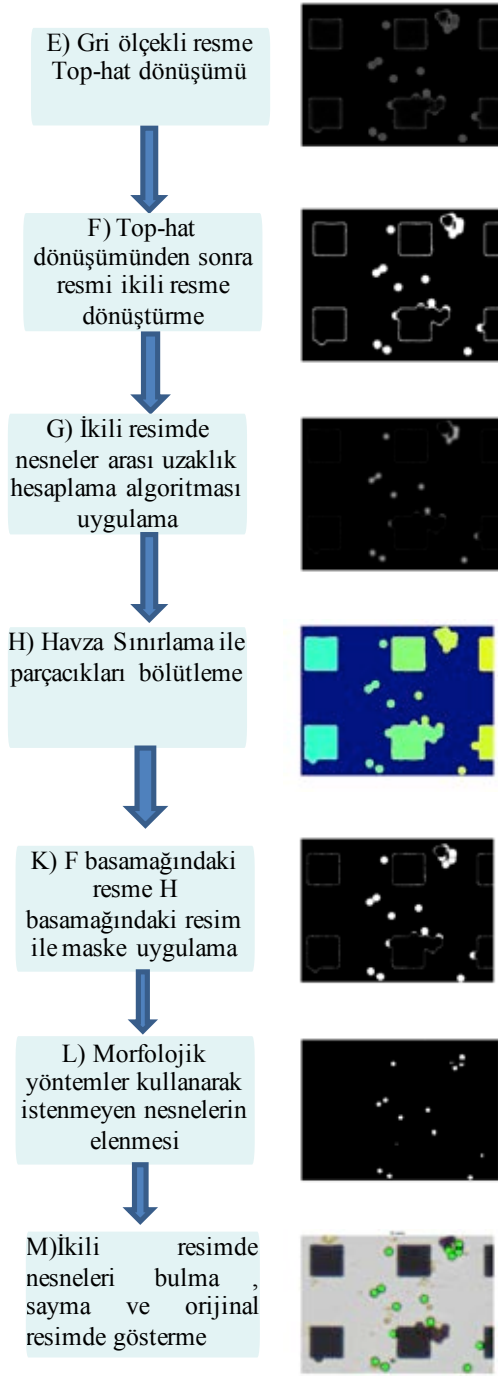 E) Gri ölçekli resme
Top-hat dönüşümü
F) Top-hat
dönüşümünden sonra
resmi ikili resme
dönüştürme
G) İkili resimde
nesneler arası uzaklık
hesaplama algoritması
uygulama
H) Havza Sınırlama ile
parçacıkları bölütleme
K) F basamağındaki
resme H
basamağındaki resim
ile maske uygulama
L) Morfolojik
yöntemler kullanarak
istenmeyen nesnelerin
elenmesi
M)İkili resimde
nesneleri bulma ,
sayma ve orijinal
resimde gösterme